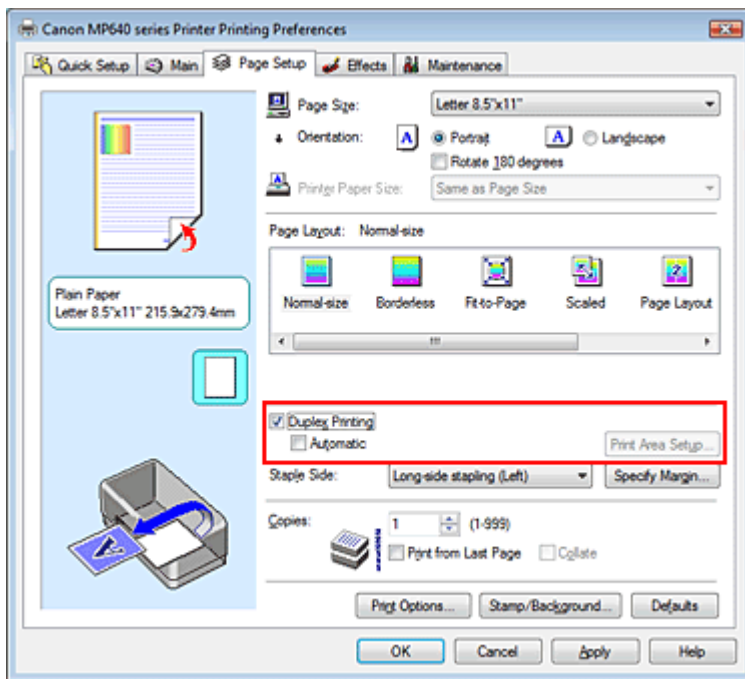 Canon MP640 series Printer Printing Preferences
Quick Setup Main Page Setup Effects Maintenance
Page Size: Letter 8.5"x11"
Orientation: A Portrait A Landscape
Rotate 180 degrees
Printer Paper Size: Same as Page Size
Page Layout: Normal-size
Normal-size Borderless Fit-to-Page Scaled Page Layout
Plain Paper
Letter 8.5"x11" 215.9x279.4mm
Duplex Printing
Automatic Print Area Setup...
Staple Side: Long-side stapling (Left) Specify Margin...
Copies: 1 (1-999)
Print from Last Page Collate
Print Options... Stamp/Background... Defaults
OK Cancel Apply Help